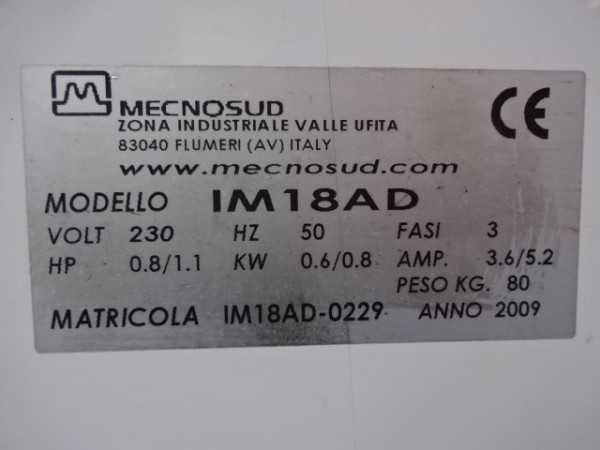 MECNOSUD
ZONA INDUSTRIALE VALLE UFITA
83040 FLUMERI (AV) ITALY
www.mecnosud.com
CE
MODELLO IM18AD
VOLT 230 HZ 50 FASI 3
HP 0.8/1.1 KW 0.6/0.8 AMP. 3.6/5.2
PESO KG. 80
MATRICOLA IM18AD-0229 ANNO 2009